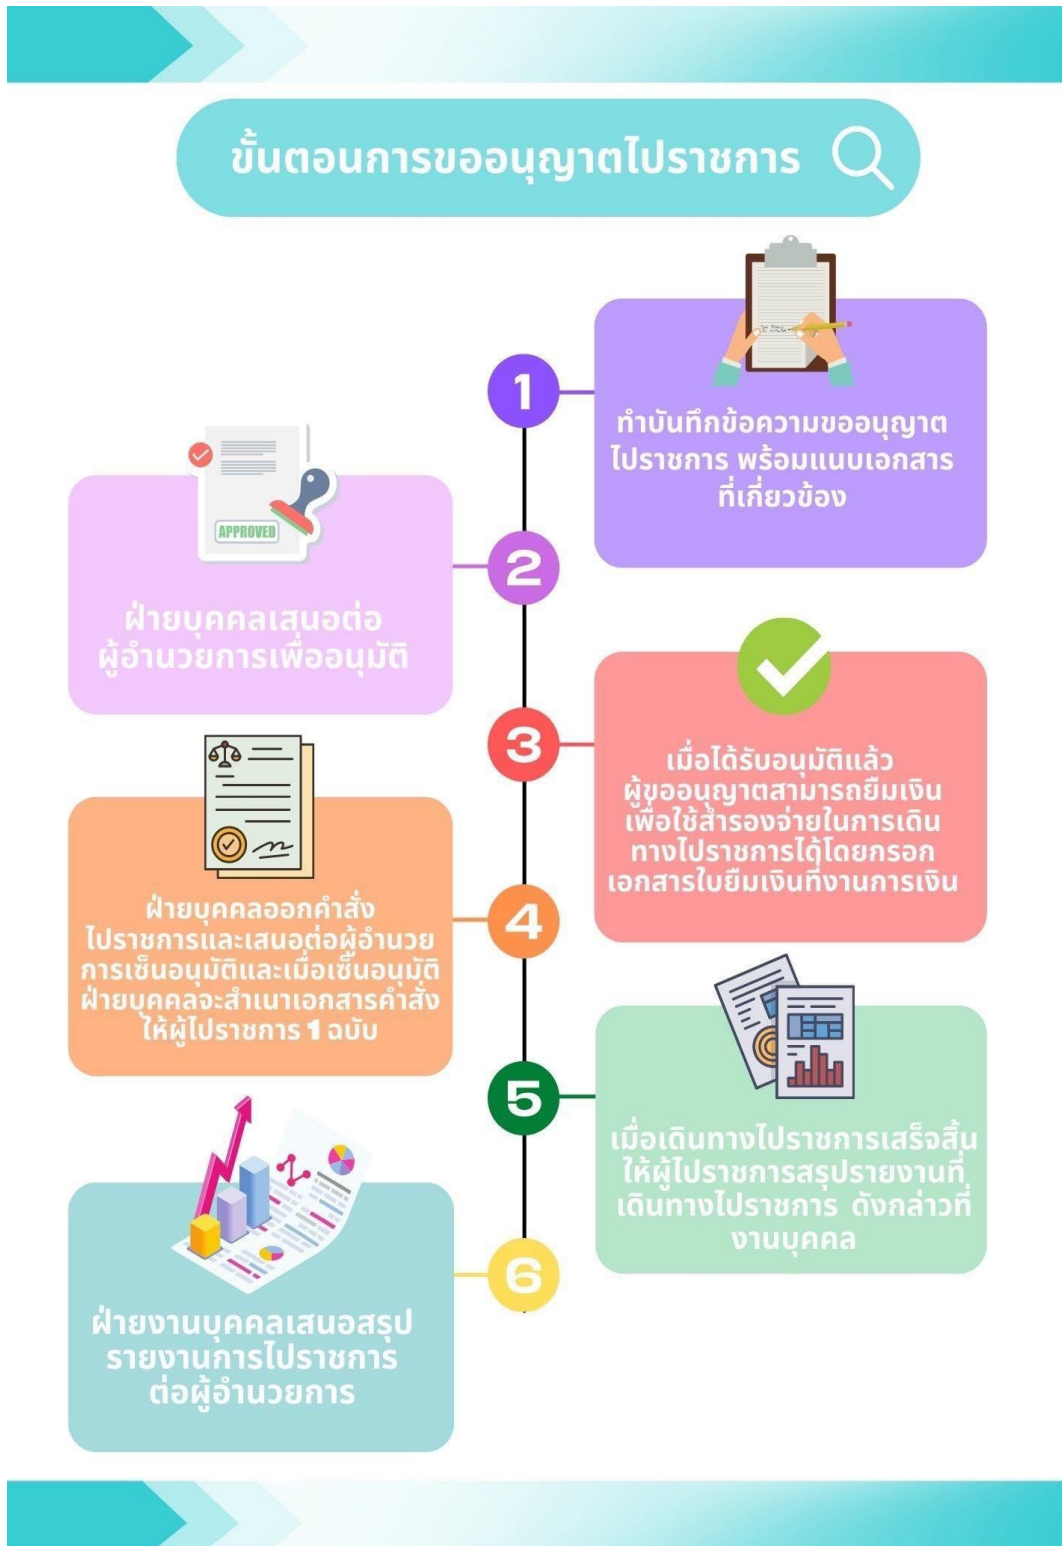 ขั้นตอนการขออนุญาตไปราชการ
1
ทำบันทึกข้อความขออนุญาต
ไปราชการ พร้อมแนบเอกสาร
ที่เกี่ยวข้อง
APPROVED
2
ฝ่ายบุคคลเสนอต่อ
ผู้อำนวยการเพื่ออนุมัติ
3
เมื่อได้รับอนุมัติแล้ว
ผู้ขออนุญาตสามารถยืมเงิน
เพื่อใช้สำรองจ่ายในการเดิน
ทางไปราชการได้โดยกรอก
เอกสารใบยืมเงินที่งานการเงิน
4
ฝ่ายบุคคลออกคำสั่ง
ไปราชการและเสนอต่อผู้อำนวย
การเซ็นอนุมัติและเมื่อเซ็นอนุมัติ
ฝ่ายบุคคลจะสำเนาเอกสารคำสั่ง
ให้ผู้ไปราชการ 1 ฉบับ
5
เมื่อเดินทางไปราชการเสร็จสิ้น
ให้ผู้ไปราชการสรุปรายงานที่
เดินทางไปราชการ ดังกล่าวที่
งานบุคคล
6
ฝ่ายงานบุคคลเสนอสรุป
รายงานการไปราชการ
ต่อผู้อำนวยการ